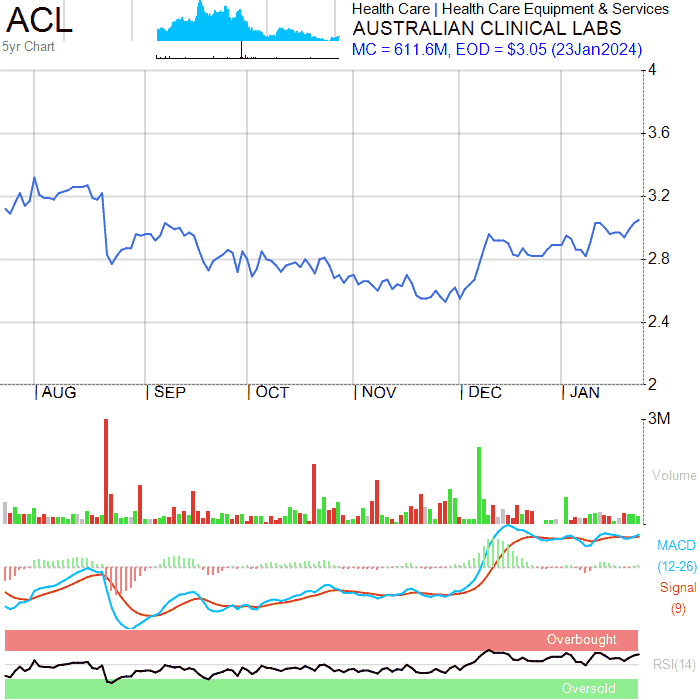 ACL
5yr Chart
Health Care | Health Care Equipment & Services
AUSTRALIAN CLINICAL LABS
MC = 611.6M, EOD = $3.05 (23Jan2024)
4
3.6
3.2
2.8
2.4
2
| AUG | SEP | OCT | NOV | DEC | JAN
3M
Volume
MACD
(12-26)
Signal
(9)
Overbought
RSI(14)
Oversold